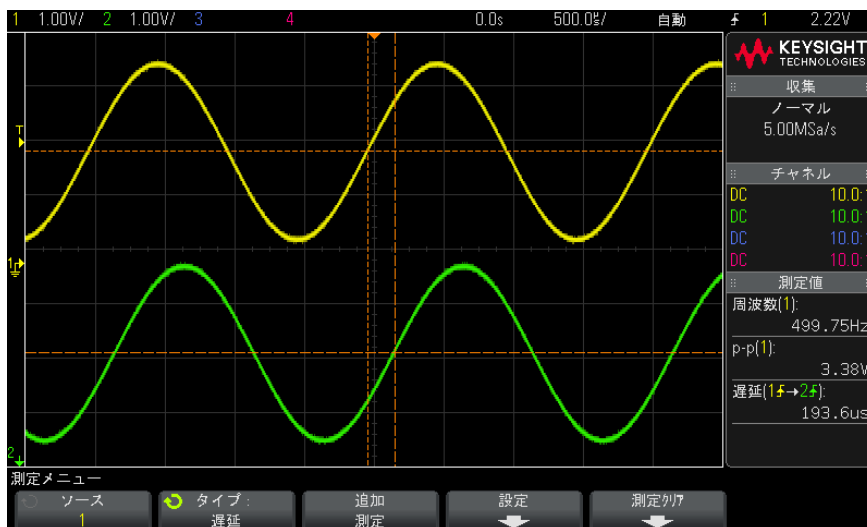 1 1.00V/ 2 1.00V/ 3 4 0.0s 500.0㎲/ 自動 1 2.22V
KEYSIGHT
TECHNOLOGIES
収集
ノーマル
5.00MSa/s
チャネル
DC 10.0:
DC 10.0:
DC 10.0:
DC 10.0:
測定値
周波数(1):
499.75Hz
p-p(1):
3.38V
遅延(1→2):
193.6us
T
1
2
測定メニュー
ソース
1
タイプ:
遅延
追加
測定
設定
測定クリア